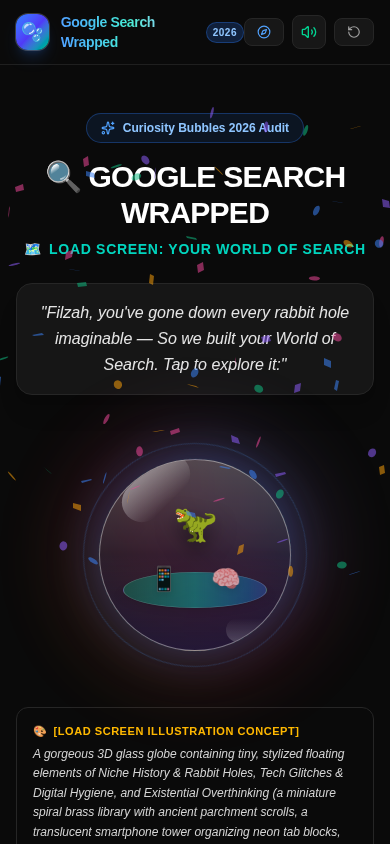 Google Search
Wrapped
2026
Curiosity Bubbles 2026 Audit
GOOGLE SEARCH
WRAPPED
LOAD SCREEN: YOUR WORLD OF SEARCH
"Filzah, you've gone down every rabbit hole
imaginable — So we built your World of
Search. Tap to explore it:"
[LOAD SCREEN ILLUSTRATION CONCEPT]
A gorgeous 3D glass globe containing tiny, stylized floating
elements of Niche History & Rabbit Holes, Tech Glitches &
Digital Hygiene, and Existential Overthinking (a miniature
spiral brass library with ancient parchment scrolls, a
translucent smartphone tower organizing neon tab blocks,